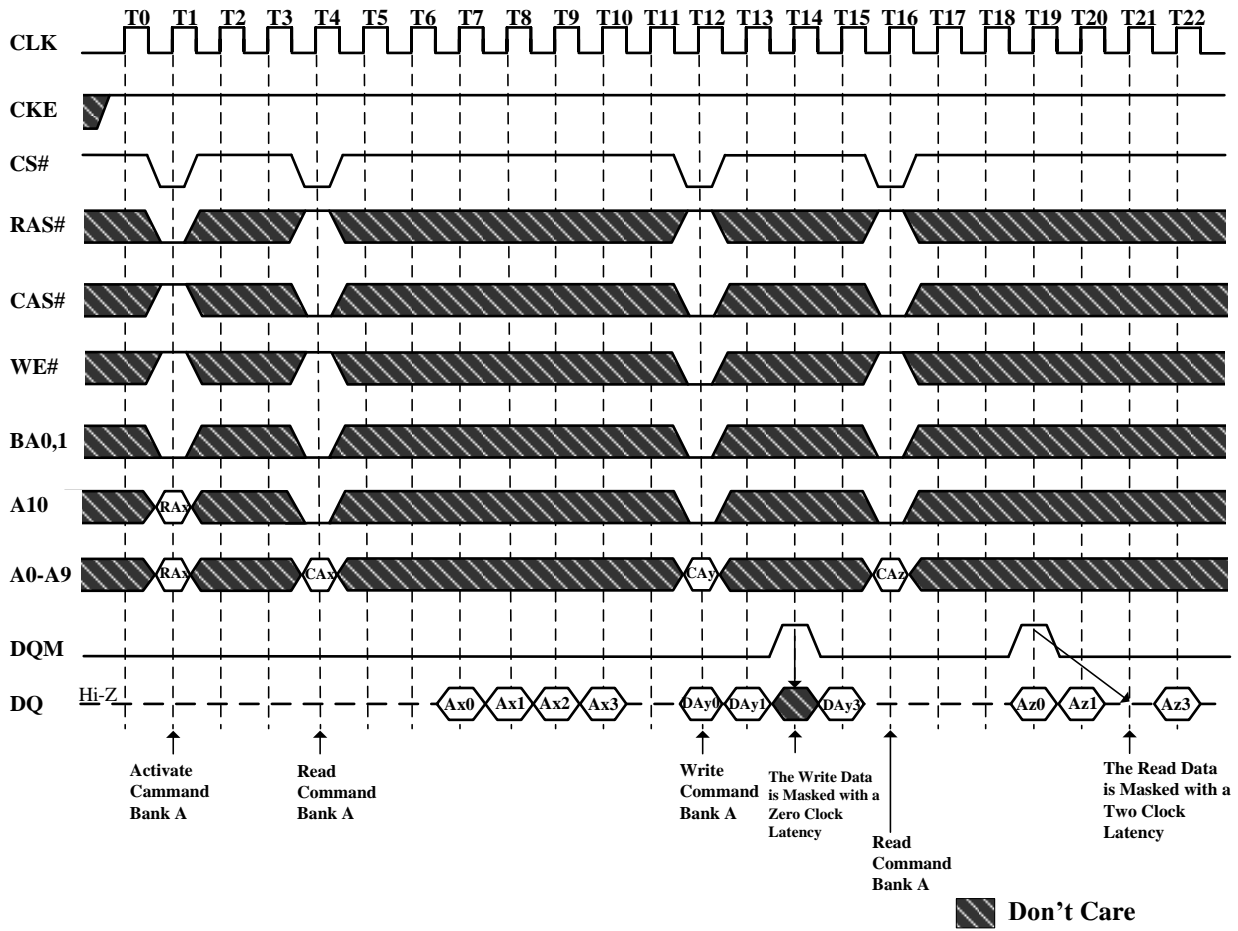 T0 T1 T2 T3 T4 T5 T6 T7 T8 T9 T10 T11 T12 T13 T14 T15 T16 T17 T18 T19 T20 T21 T22
CLK
CKE
CS#
RAS#
CAS#
WE#
BA0,1
A10 RAx
A0-A9 RAx CAx CAy CAz
DQM
DQ Hi-Z Ax0 Ax1 Ax2 Ax3 DAy0 DAy1 DAy3 Az0 Az1 Az3
Activate
Cammand
Bank A
Read
Command
Bank A
Write
Command
Bank A
The Write Data
is Masked with a
Zero Clock
Latency
Read
Command
Bank A
The Read Data
is Masked with a
Two Clock
Latency
Don't Care